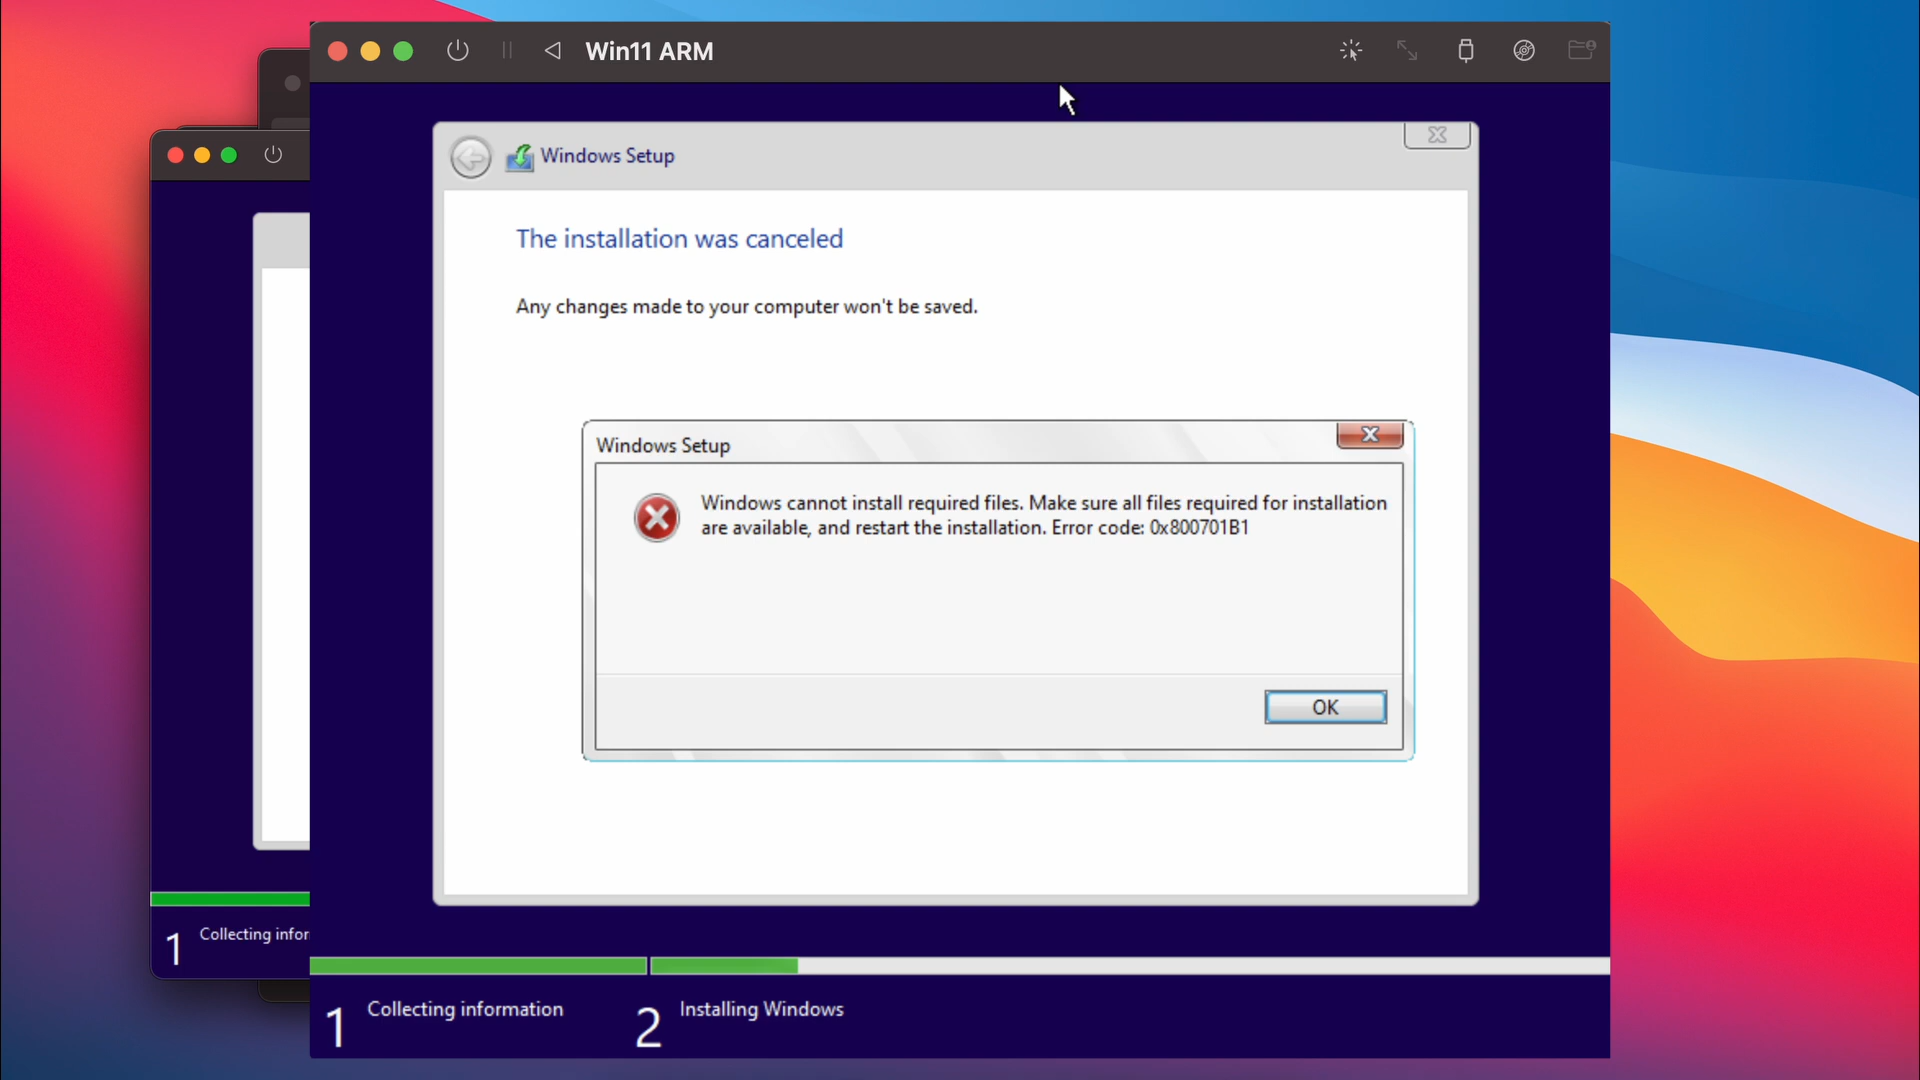 Win11 ARM
Windows Setup
The installation was canceled
Any changes made to your computer won't be saved.
Windows Setup
Windows cannot install required files. Make sure all files required for installation
are available, and restart the installation. Error code: 0x800701B1
OK
1 Collecting infor
1 Collecting information
2 Installing Windows